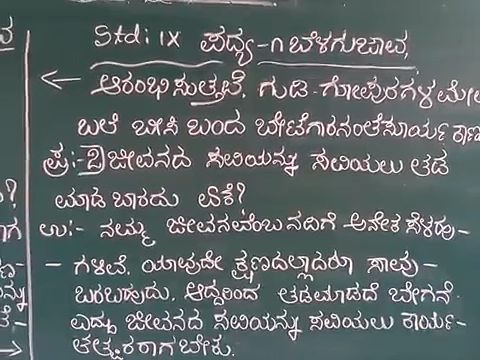 Std: ix ಪದ್ಯ-೧ ಬೆಳಗು ಜಾವ
← ಆರಂಭಿಸುತ್ತವೆ. ಗುಡಿ-ಗೋಪುರಗಳ ಮೇಲೆ
ಬಲೆ ಬೀಸಿ ಬಂದ ಬೇಟೆಗಾರನಂತೆ ಸೂರ್ಯ
ಪ್ರ:- 2) ಜೀವನದ ಸವಿಯನ್ನು ಸವಿಯಲು ತಡ
ಮಾಡ ಬಾರದು ಏಕೆ?
ಉ:- ನಮ್ಮ ಜೀವನವೆಂಬ ನದಿಗೆ ಅನೇಕ ಸೆಳವು-
- ಗಳಿವೆ. ಯಾವುದೇ ಕ್ಷಣದಲ್ಲಾದರೂ ಸಾವು-
ಬರಬಹುದು. ಆದ್ದರಿಂದ ತಡಮಾಡದೆ ಬೇಗನೆ
ಎದ್ದು ಜೀವನದ ಸವಿಯನ್ನು ಸವಿಯಲು ಕಾರ್ಯ-
ತತ್ಪರರಾಗಬೇಕು.